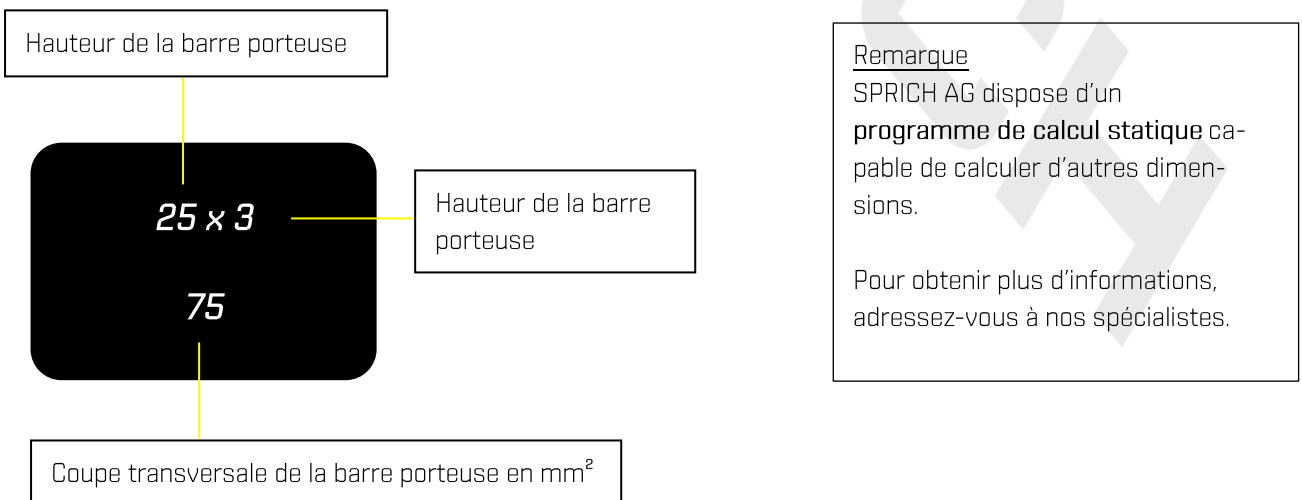 Hauteur de la barre porteuse
25 x 3
Hauteur de la barre
porteuse
75
Coupe transversale de la barre porteuse en mm²
Remarque
SPRICH AG dispose d'un
programme de calcul statique ca-
pable de calculer d'autres dimen-
sions.
Pour obtenir plus d'informations,
adressez-vous à nos spécialistes.